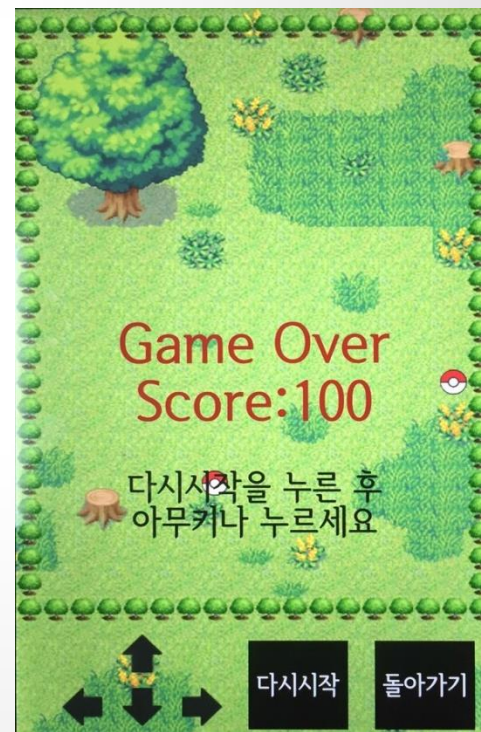 Game Over
Score:100
다시시작을 누른 후
아무키나 누르세요
다시시작
돌아가기